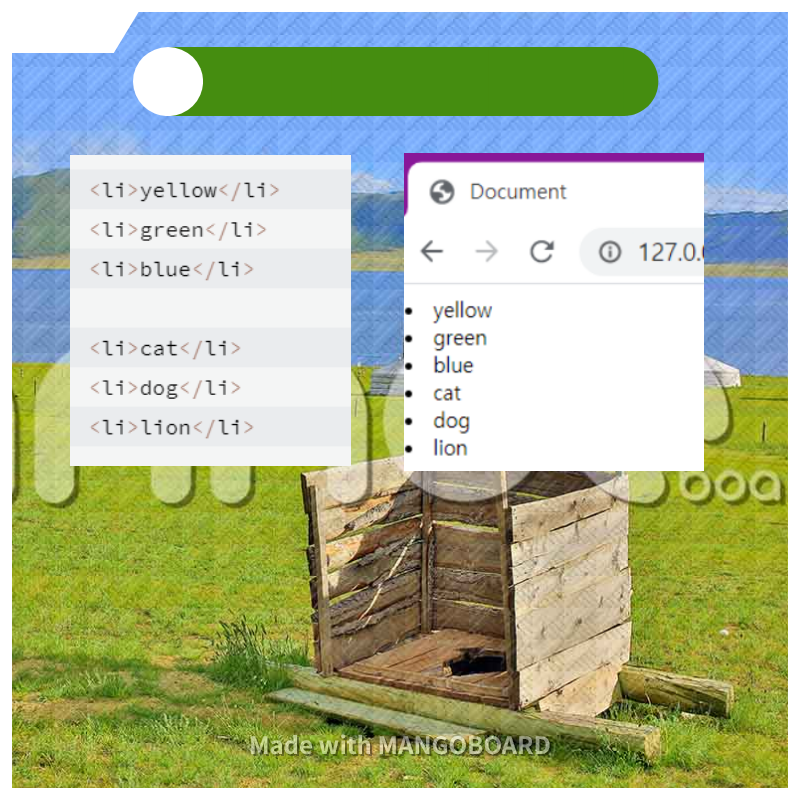 <li>yellow</li>
<li>green</li>
<li>blue</li>
<li>cat</li>
<li>dog</li>
<li>lion</li>
Document
127.0.
yellow
green
blue
cat
dog
lion
Made with MANGOBOARD